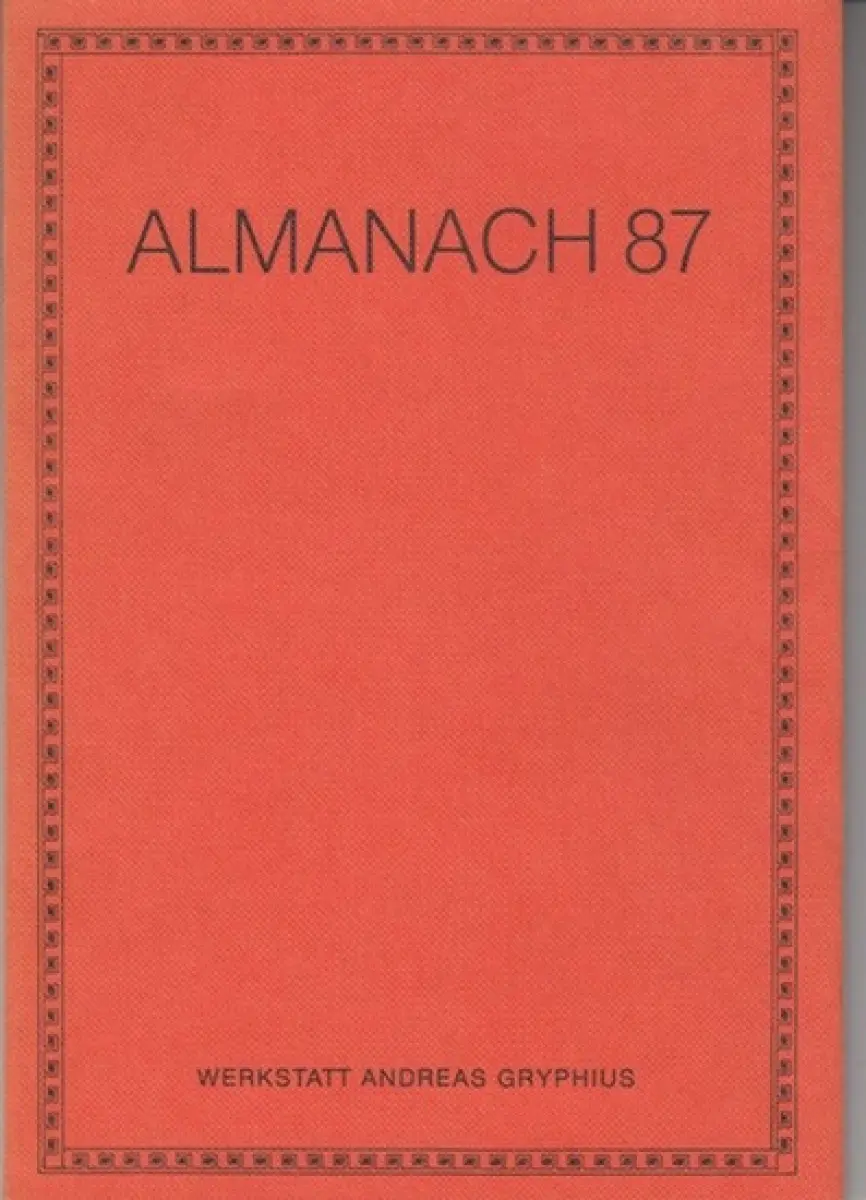 ALMANACH 87
WERKSTATT ANDREAS GRYPHIUS